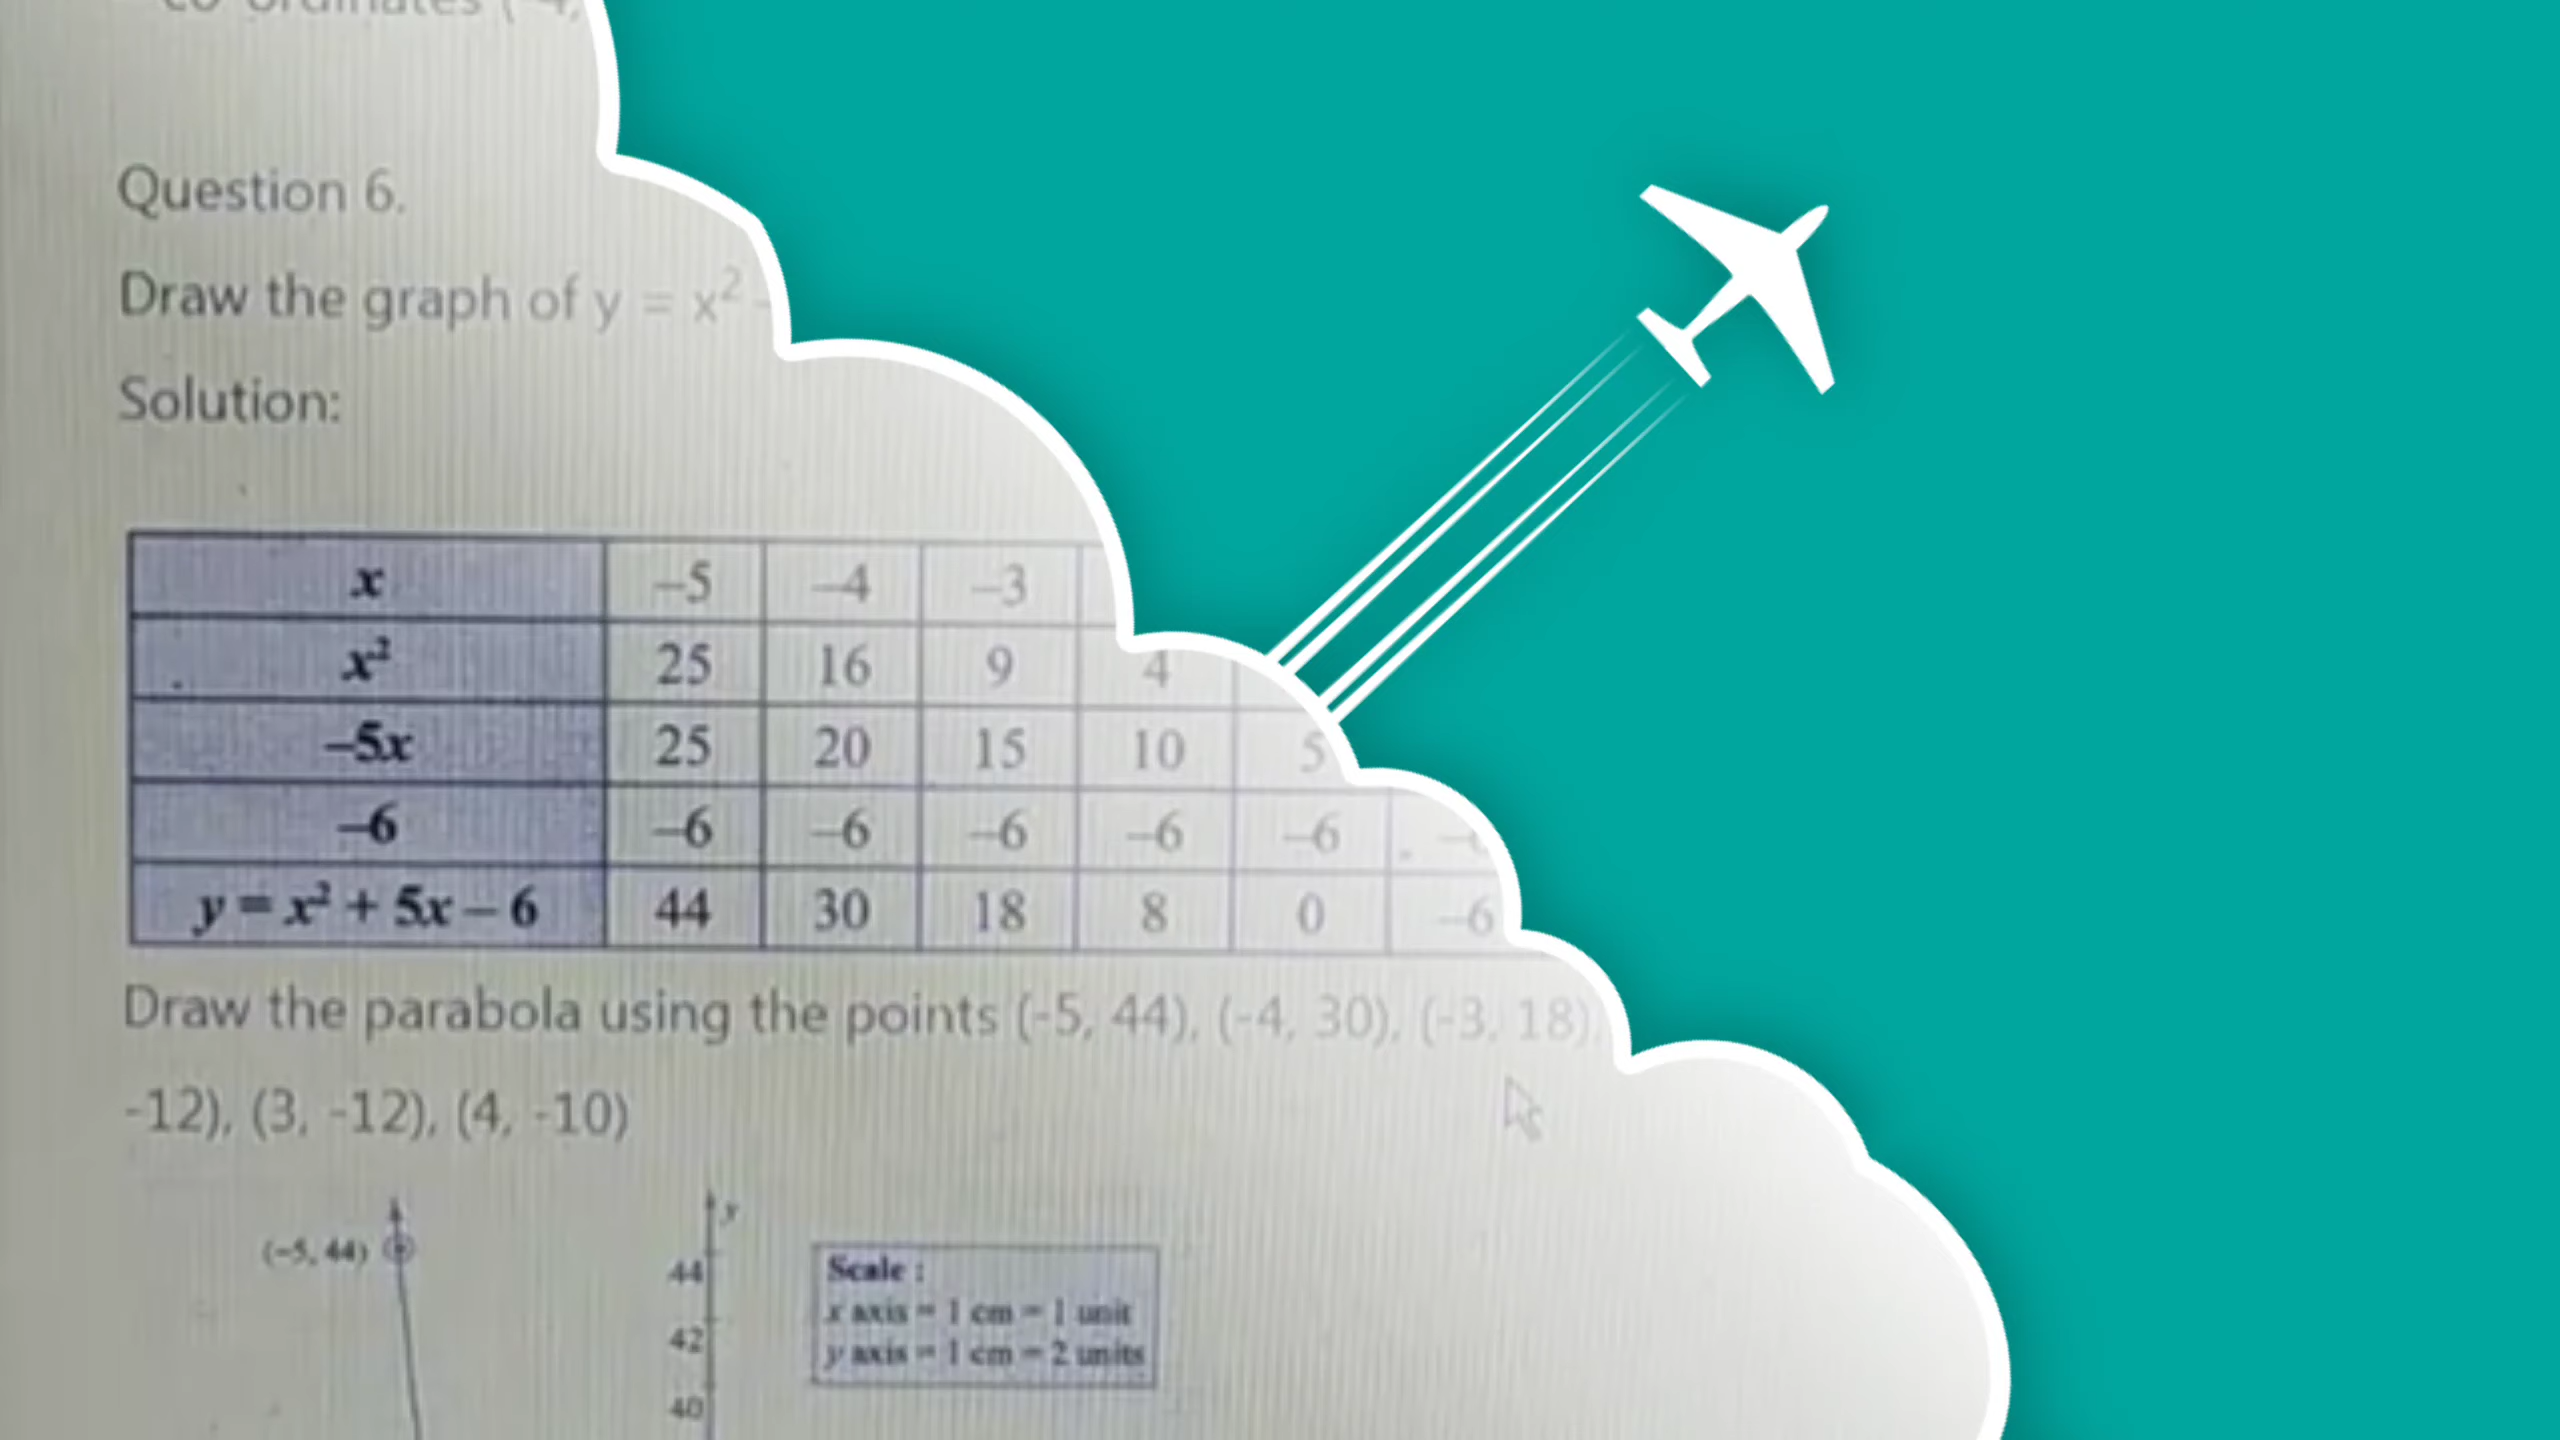 co-ordinates (-4,
Question 6.
Draw the graph of y = x² -
Solution:
x –5 –4 –3
x² 25 16 9 4
–5x 25 20 15 10 5
–6 –6 –6 –6 –6 –6
y = x² + 5x – 6 44 30 18 8 0 –6
Draw the parabola using the points (-5, 44), (-4, 30), (-3, 18),
-12), (3, -12), (4, -10)
(–5, 44)
y
44
42
40
Scale :
x axis = 1 cm = 1 unit
y axis = 1 cm = 2 units